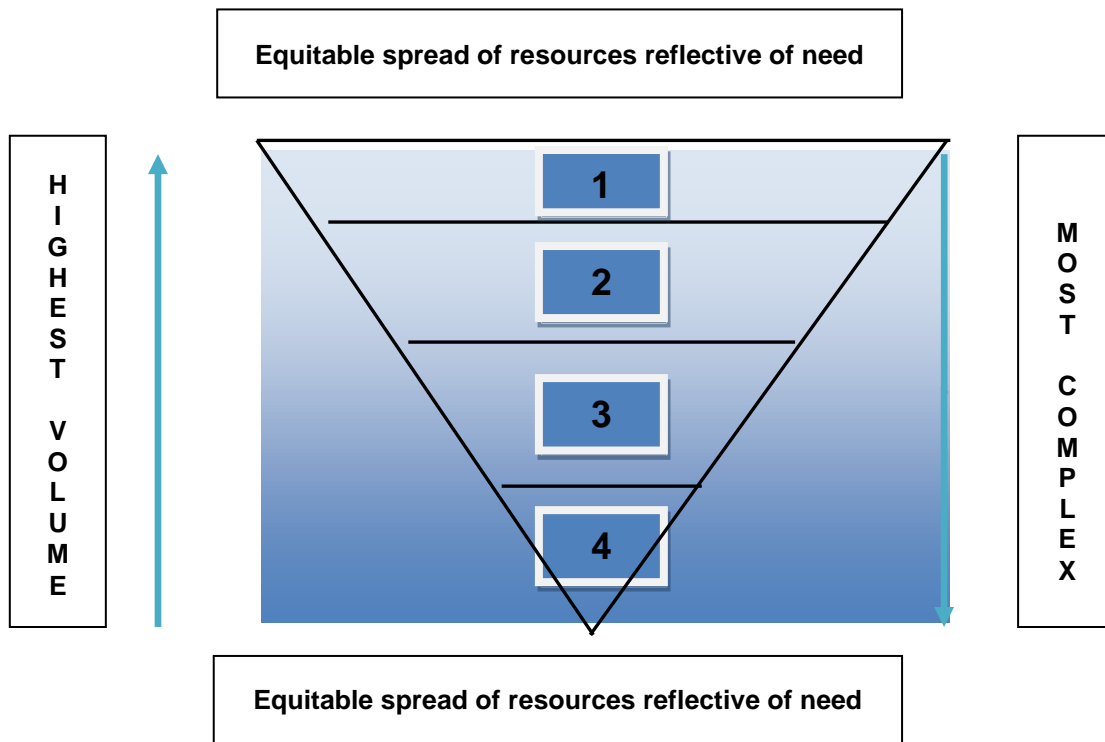 Equitable spread of resources reflective of need
H
I
G
H
E
S
T
V
O
L
U
M
E
1
2
3
4
M
O
S
T
C
O
M
P
L
E
X
Equitable spread of resources reflective of need